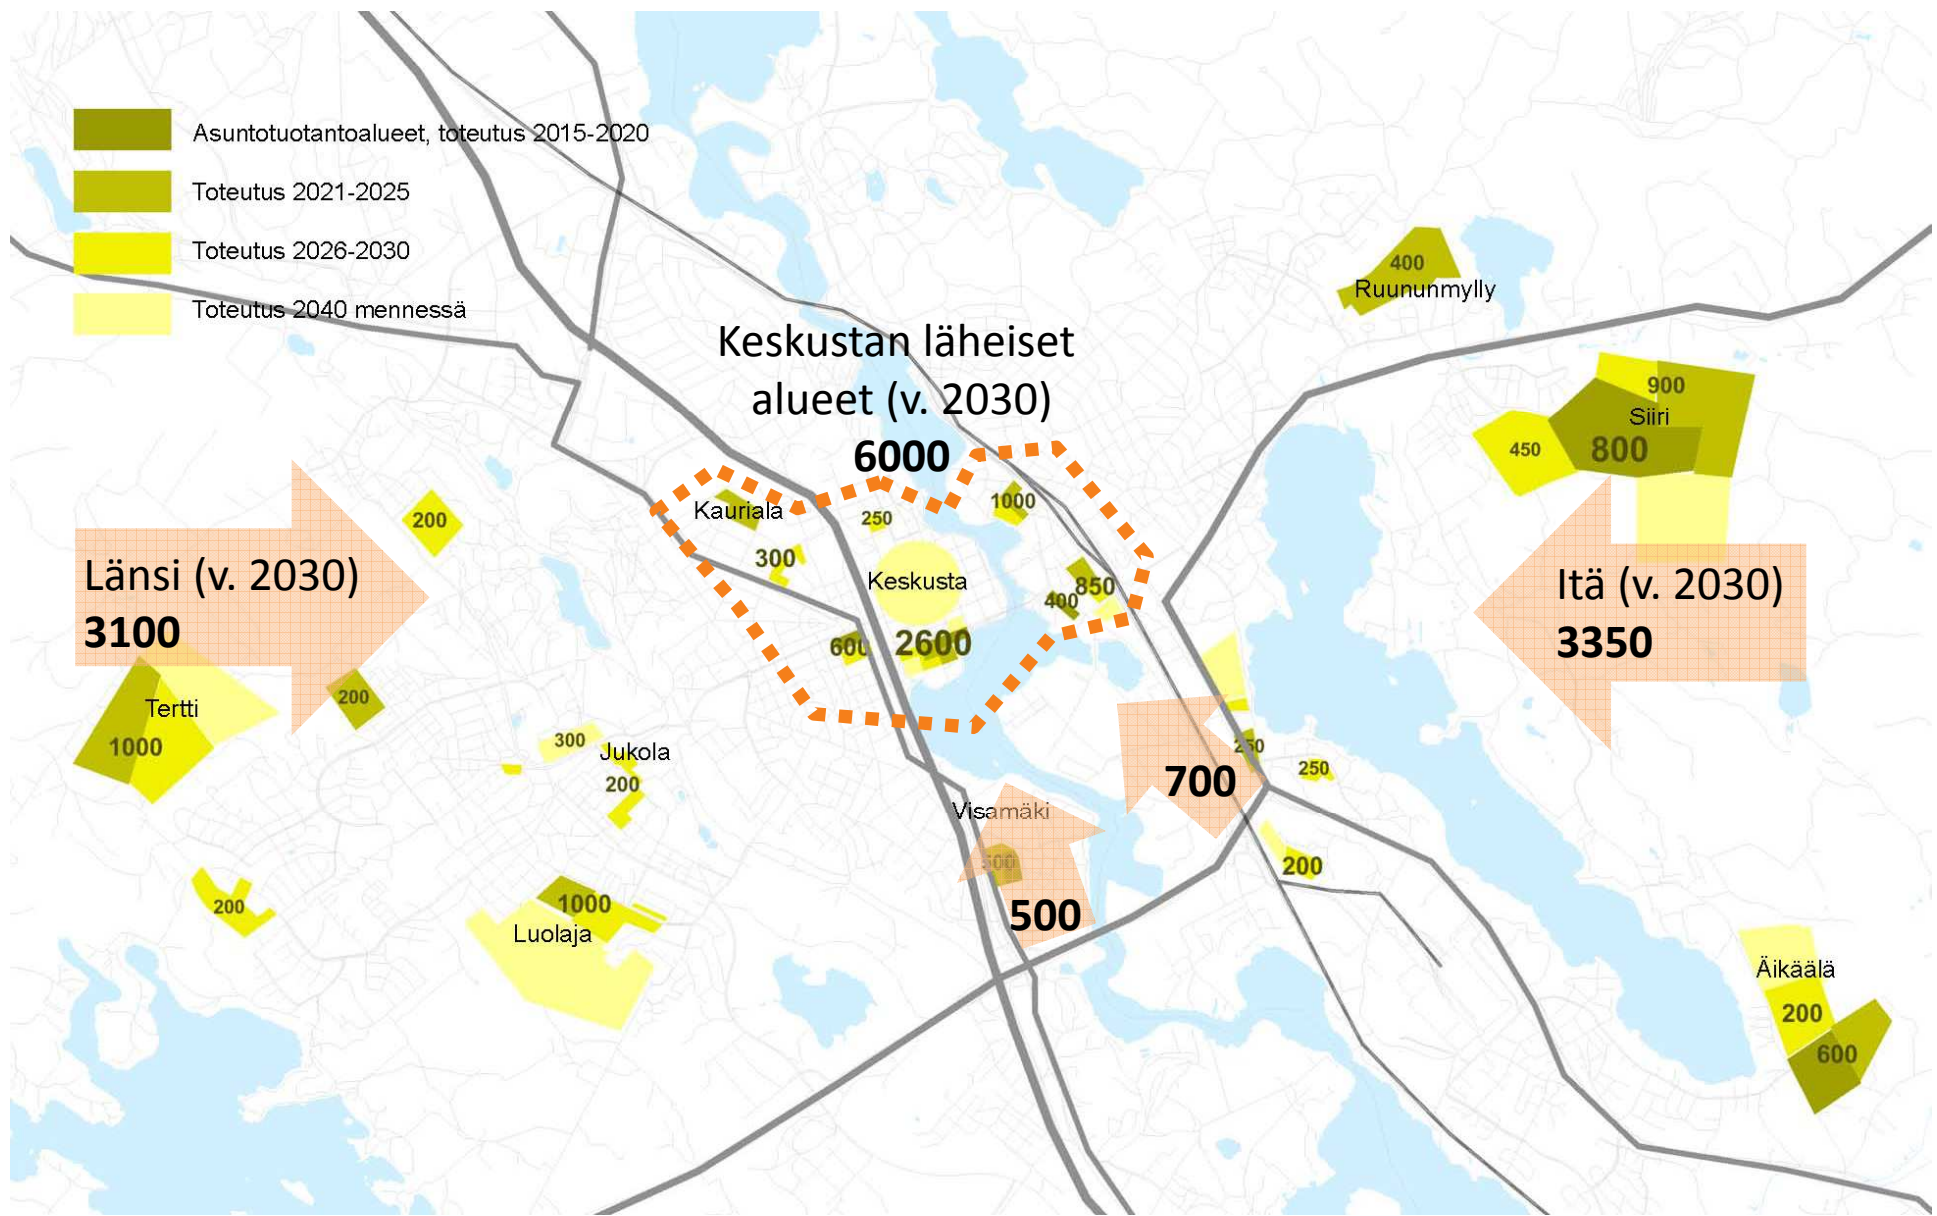 Asuntotuotantoalueet, toteutus 2015-2020
Toteutus 2021-2025
Toteutus 2026-2030
Toteutus 2040 mennessä
400
Ruununmylly
Keskustan läheiset
alueet (v. 2030)
6000
900
Siiri
450
800
Kauriala
250
1000
200
300
Keskusta
850
400
Länsi (v. 2030)
3100
Itä (v. 2030)
3350
600
2600
200
Tertti
1000
300
Jukola
200
250
250
700
Visamäki
500
500
200
200
1000
Luolaja
Äikäälä
200
600